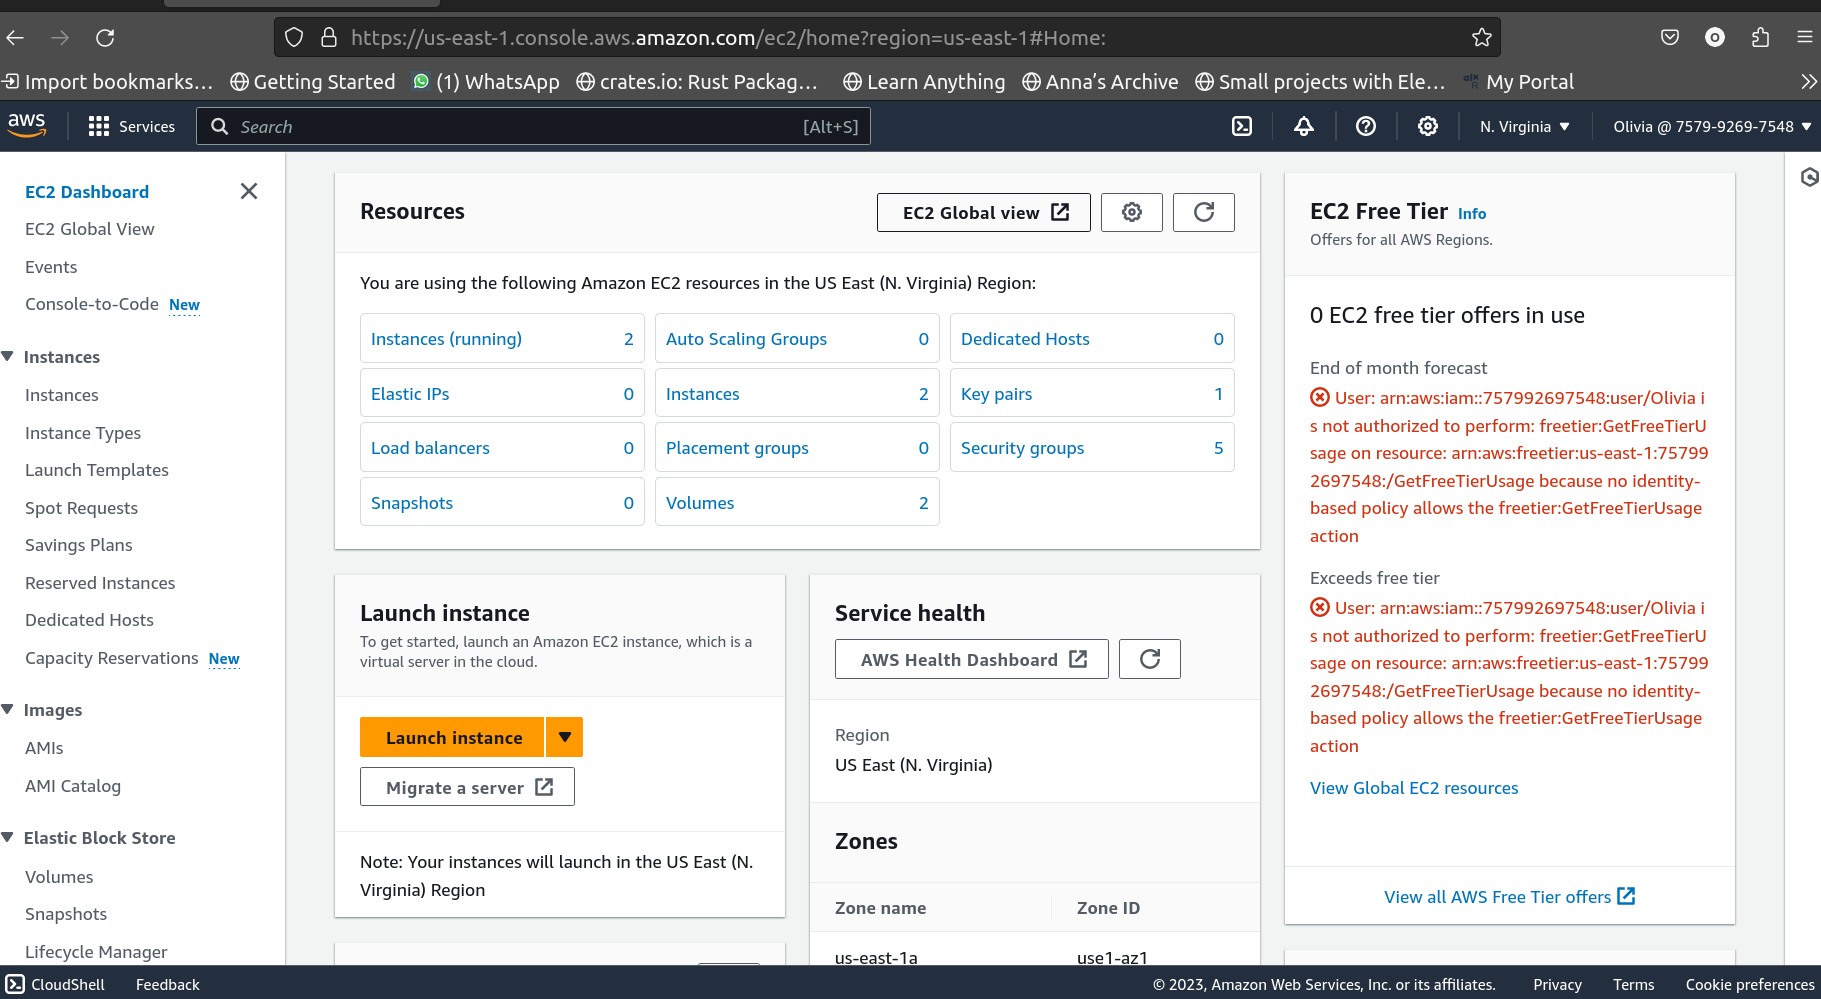 https://us-east-1.console.aws.amazon.com/ec2/home?region=us-east-1#Home:
Import bookmarks...
Getting Started
(1) WhatsApp
crates.io: Rust Packag...
Learn Anything
Anna's Archive
Small projects with Ele...
My Portal
aws
Services
Search
[Alt+S]
N. Virginia
Olivia @ 7579-9269-7548
EC2 Dashboard
EC2 Global View
Events
Console-to-Code New
Instances
Instances
Instance Types
Launch Templates
Spot Requests
Savings Plans
Reserved Instances
Dedicated Hosts
Capacity Reservations New
Images
AMIs
AMI Catalog
Elastic Block Store
Volumes
Snapshots
Lifecycle Manager
Resources
EC2 Global view
You are using the following Amazon EC2 resources in the US East (N. Virginia) Region:
Instances (running) 2
Auto Scaling Groups 0
Dedicated Hosts 0
Elastic IPs 0
Instances 2
Key pairs 1
Load balancers 0
Placement groups 0
Security groups 5
Snapshots 0
Volumes 2
Launch instance
To get started, launch an Amazon EC2 instance, which is a
virtual server in the cloud.
Launch instance
Migrate a server
Note: Your instances will launch in the US East (N.
Virginia) Region
Service health
AWS Health Dashboard
Region
US East (N. Virginia)
Zones
Zone name
Zone ID
us-east-1a
use1-az1
EC2 Free Tier Info
Offers for all AWS Regions.
0 EC2 free tier offers in use
End of month forecast
User: arn:aws:iam::757992697548:user/Olivia i
s not authorized to perform: freetier:GetFreeTierU
sage on resource: arn:aws:freetier:us-east-1:75799
2697548:/GetFreeTierUsage because no identity-
based policy allows the freetier:GetFreeTierUsage
action
Exceeds free tier
User: arn:aws:iam::757992697548:user/Olivia i
s not authorized to perform: freetier:GetFreeTierU
sage on resource: arn:aws:freetier:us-east-1:75799
2697548:/GetFreeTierUsage because no identity-
based policy allows the freetier:GetFreeTierUsage
action
View Global EC2 resources
View all AWS Free Tier offers
CloudShell
Feedback
© 2023, Amazon Web Services, Inc. or its affiliates.
Privacy
Terms
Cookie preferences